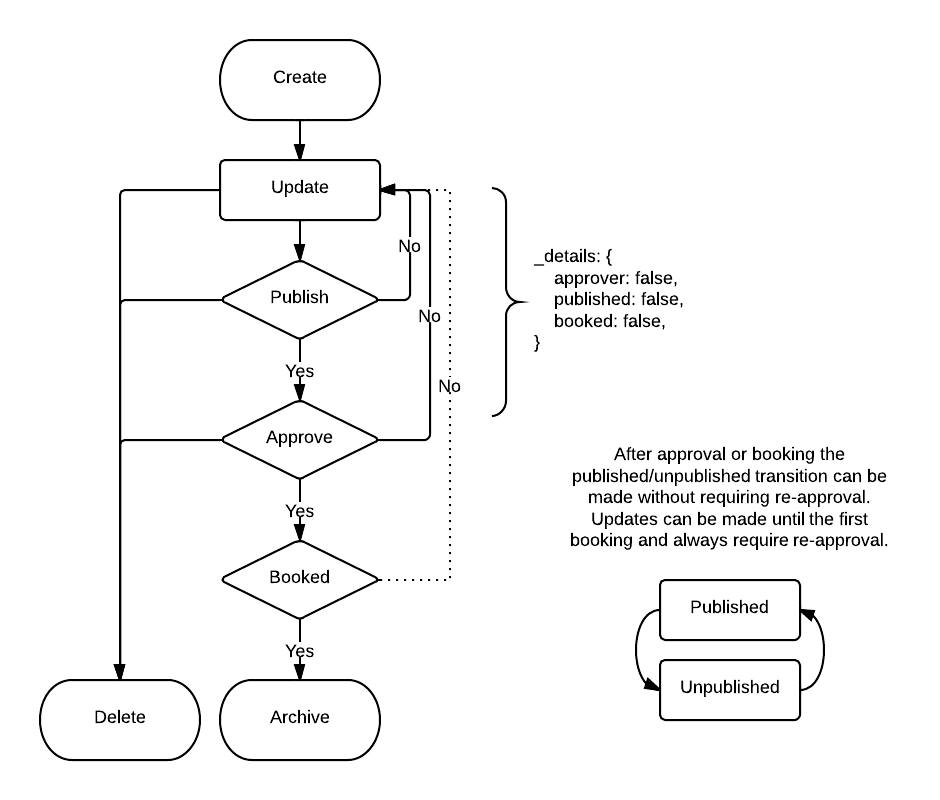 Create
Update
No
_details: {
approver: false,
published: false,
booked: false,
}
Publish
No
Yes
No
Approve
After approval or booking the
published/unpublished transition can be
made without requiring re-approval.
Updates can be made until the first
booking and always require re-approval.
Yes
Booked
Published
Yes
Unpublished
Delete
Archive